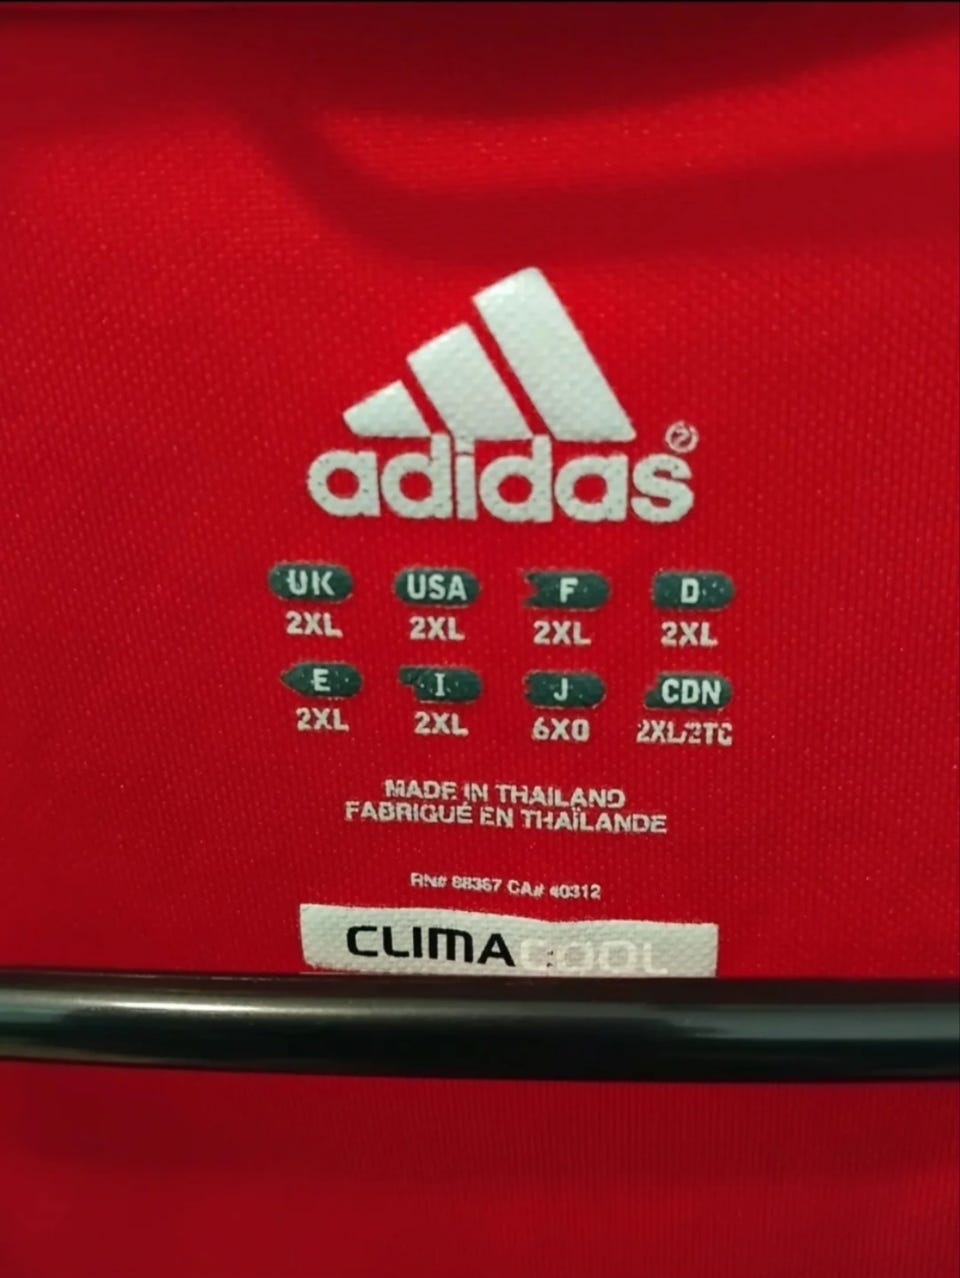 adidas
UK USA F D
2XL 2XL 2XL 2XL
E I J CDN
2XL 2XL 6XO 2XL/2TG
MADE IN THAILAND
FABRIQUÉ EN THAÏLANDE
RN# 88367 CA# 40312
CLIMACOOL